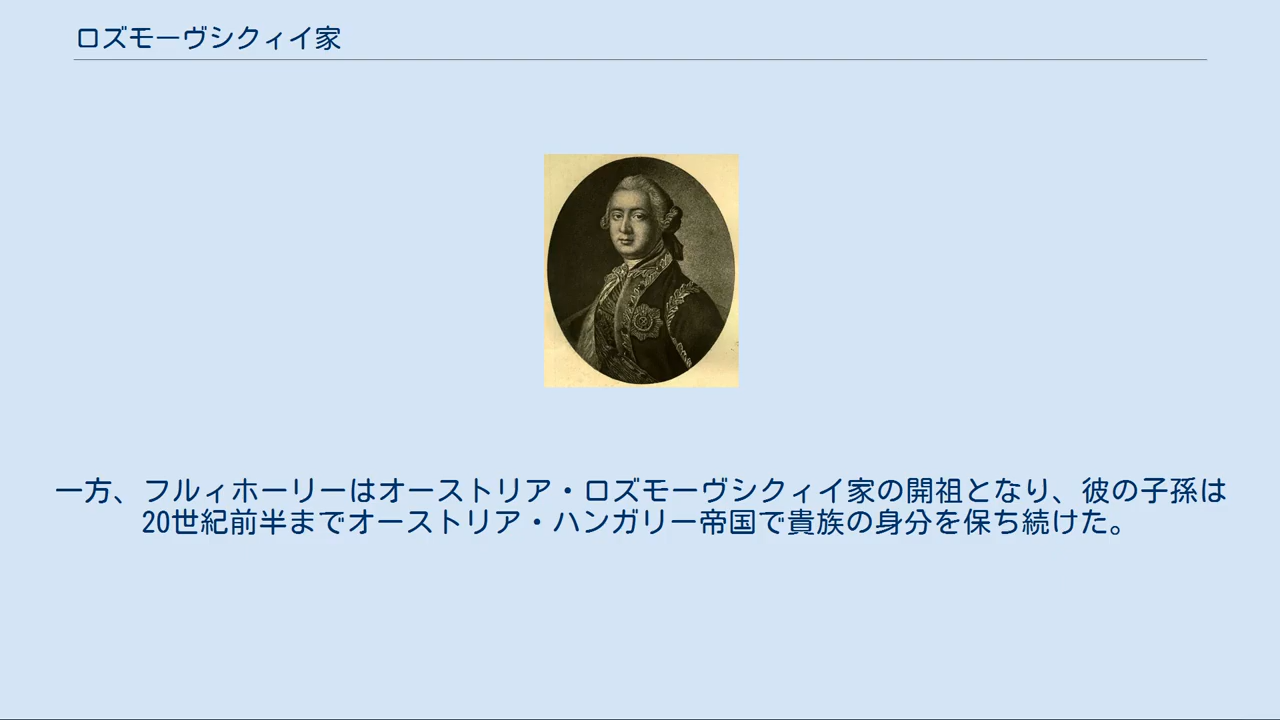 ロズモーヴシクィイ家
一方、フルィホーリーはオーストリア・ロズモーヴシクィイ家の開祖となり、彼の子孫は
20世紀前半までオーストリア・ハンガリー帝国で貴族の身分を保ち続けた。